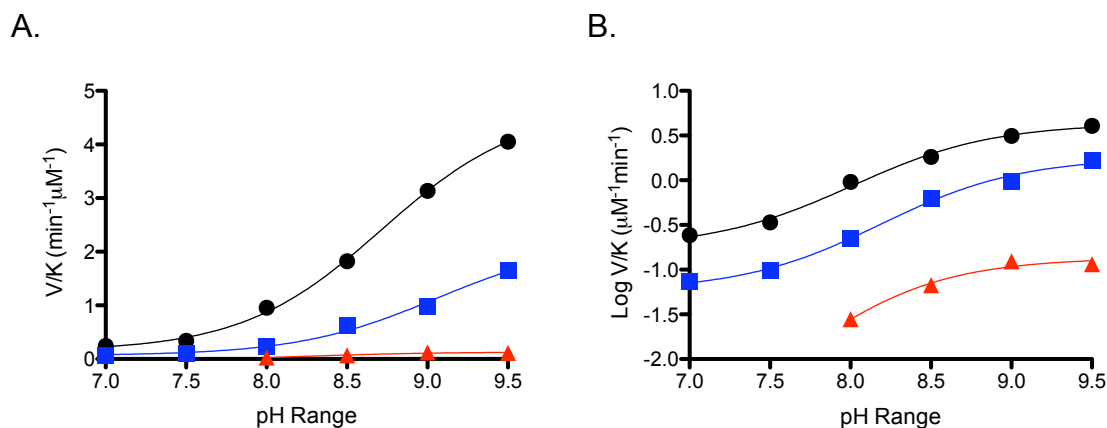 A.
B.
V/K (min⁻¹µM⁻¹)
5
4
3
2
1
0
7.0 7.5 8.0 8.5 9.0 9.5
pH Range
Log V/K (µM⁻¹min⁻¹)
1.0
0.5
0.0
-0.5
-1.0
-1.5
-2.0
7.0 7.5 8.0 8.5 9.0 9.5
pH Range